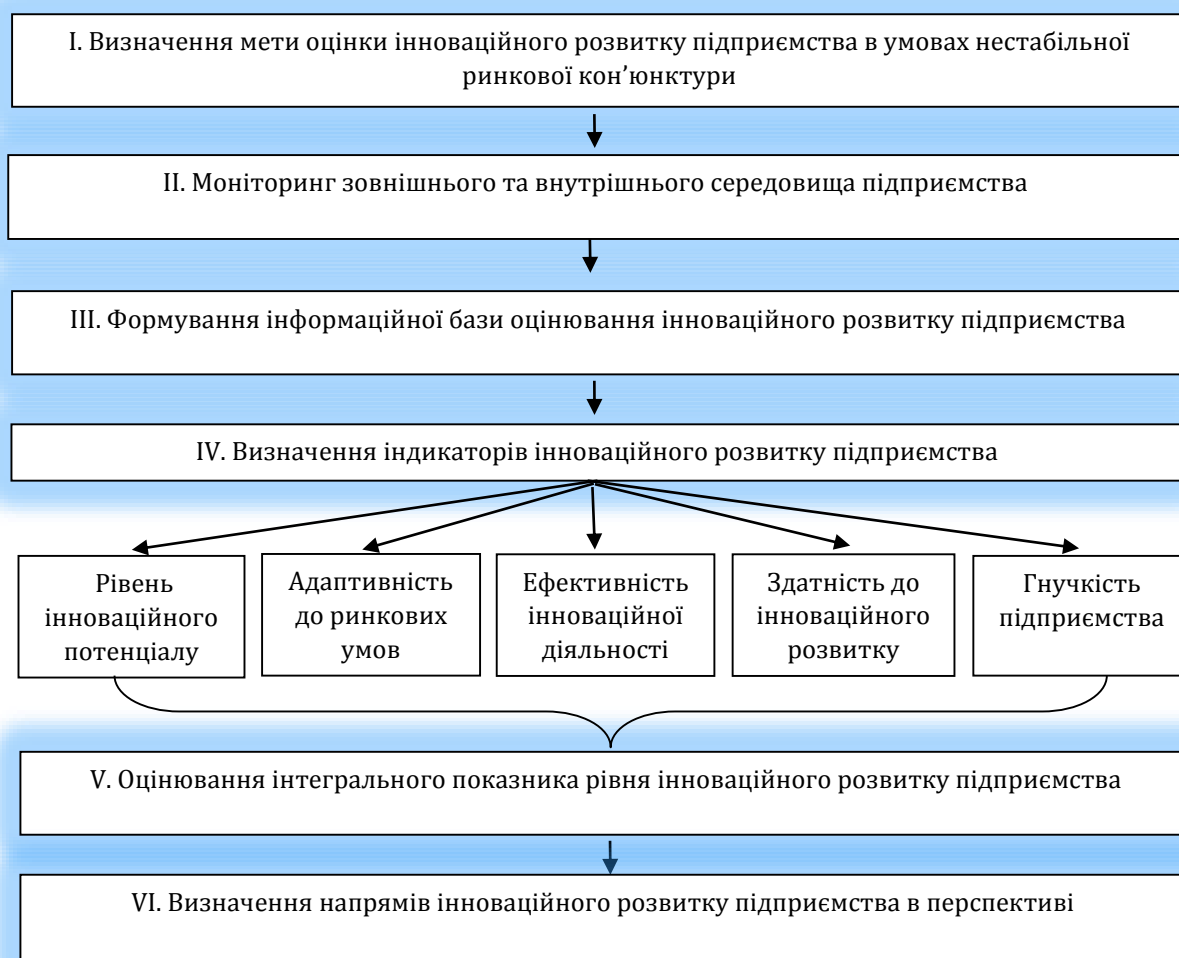 I. Визначення мети оцінки інноваційного розвитку підприємства в умовах нестабільної
ринкової кон’юнктури
II. Моніторинг зовнішнього та внутрішнього середовища підприємства
III. Формування інформаційної бази оцінювання інноваційного розвитку підприємства
IV. Визначення індикаторів інноваційного розвитку підприємства
Рівень
інноваційного
потенціалу
Адаптивність
до ринкових
умов
Ефективність
інноваційної
діяльності
Здатність до
інноваційного
розвитку
Гнучкість
підприємства
V. Оцінювання інтегрального показника рівня інноваційного розвитку підприємства
VI. Визначення напрямів інноваційного розвитку підприємства в перспективі